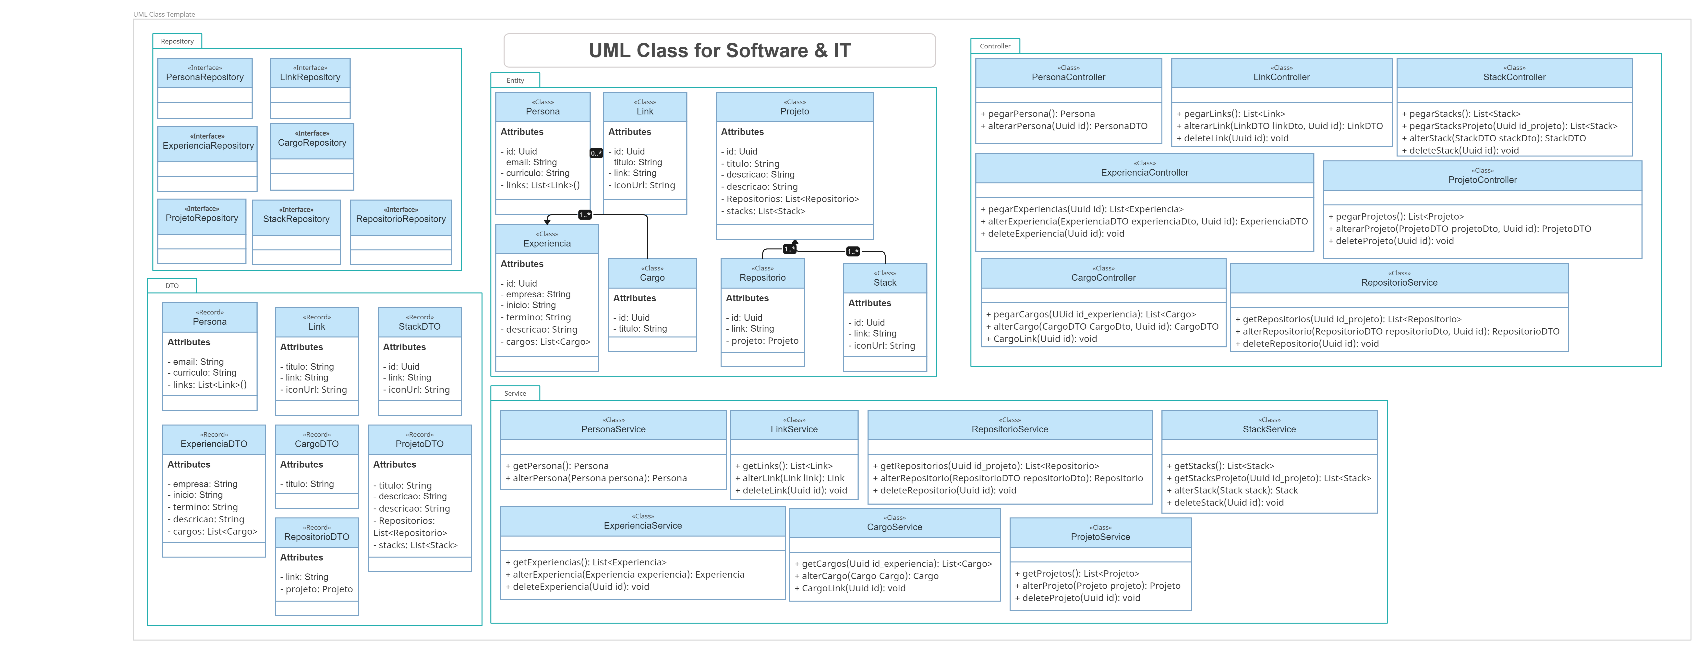 UML Class Template
UML Class for Software & IT
Repository
«Interface»
PersonaRepository
«Interface»
LinkRepository
«Interface»
ExperienciaRepository
«Interface»
CargoRepository
«Interface»
ProjetoRepository
«Interface»
StackRepository
«Interface»
RepositorioRepository
DTO
«Record»
Persona
Attributes
- email: String
- curriculo: String
- links: List<Link>()
«Record»
Link
Attributes
- titulo: String
- link: String
- iconUrl: String
«Record»
StackDTO
Attributes
- id: Uuid
- link: String
- iconUrl: String
«Record»
ExperienciaDTO
Attributes
- empresa: String
- inicio: String
- termino: String
- descricao: String
- cargos: List<Cargo>
«Record»
CargoDTO
Attributes
- titulo: String
«Record»
ProjetoDTO
Attributes
- titulo: String
- descricao: String
- descricao: String
- Repositorios:
List<Repositorio>
- stacks: List<Stack>
«Record»
RepositorioDTO
Attributes
- link: String
- projeto: Projeto
Entity
«Class»
Persona
Attributes
- id: Uuid
email: String
- curriculo: String
- links: List<Link>()
0..*
«Class»
Link
Attributes
- id: Uuid
titulo: String
- link: String
- iconUrl: String
«Class»
Projeto
Attributes
- id: Uuid
- titulo: String
- descricao: String
- descricao: String
- Repositorios: List<Repositorio>
- stacks: List<Stack>
1..*
1..*
1..*
«Class»
Experiencia
Attributes
- id: Uuid
- empresa: String
- inicio: String
- termino: String
- descricao: String
- cargos: List<Cargo>
«Class»
Cargo
Attributes
- id: Uuid
- titulo: String
«Class»
Repositorio
Attributes
- id: Uuid
- link: String
- projeto: Projeto
«Class»
Stack
Attributes
- id: Uuid
- link: String
- iconUrl: String
Controller
«Class»
PersonaController
+ pegarPersona(): Persona
+ alterarPersona(Uuid id): PersonaDTO
«Class»
LinkController
+ pegarLinks(): List<Link>
+ alterarLink(LinkDTO linkDto, Uuid id): LinkDTO
+ deleteLink(Uuid id): void
«Class»
StackController
+ pegarStacks(): List<Stack>
+ pegarStacksProjeto(Uuid id_projeto): List<Stack>
+ alterStack(StackDTO stackDto): StackDTO
+ deleteStack(Uuid id): void
«Class»
ExperienciaController
+ pegarExperiencias(Uuid id): List<Experiencia>
+ alterExperiencia(ExperienciaDTO experienciaDto, Uuid id): ExperienciaDTO
+ deleteExperiencia(Uuid id): void
«Class»
ProjetoController
+ pegarProjetos(): List<Projeto>
+ alterarProjeto(ProjetoDTO projetoDto, Uuid id): ProjetoDTO
+ deleteProjeto(Uuid id): void
«Class»
CargoController
+ pegarCargos(UUid id_experiencia): List<Cargo>
+ alterCargo(CargoDTO CargoDto, Uuid id): CargoDTO
+ CargoLink(Uuid id): void
«Class»
RepositorioService
+ getRepositorios(Uuid id_projeto): List<Repositorio>
+ alterRepositorio(RepositorioDTO repositorioDto, Uuid id): RepositorioDTO
+ deleteRepositorio(Uuid id): void
Service
«Class»
PersonaService
+ getPersona(): Persona
+ alterPersona(Persona persona): Persona
«Class»
LinkService
+ getLinks(): List<Link>
+ alterLink(Link link): Link
+ deleteLink(Uuid id): void
«Class»
RepositorioService
+ getRepositorios(Uuid id_projeto): List<Repositorio>
+ alterRepositorio(RepositorioDTO repositorioDto): Repositorio
+ deleteRepositorio(Uuid id): void
«Class»
StackService
+ getStacks(): List<Stack>
+ getStacksProjeto(Uuid id_projeto): List<Stack>
+ alterStack(Stack stack): Stack
+ deleteStack(Uuid id): void
«Class»
ExperienciaService
+ getExperiencias(): List<Experiencia>
+ alterExperiencia(Experiencia experiencia): Experiencia
+ deleteExperiencia(Uuid id): void
«Class»
CargoService
+ getCargos(Uuid id_experiencia): List<Cargo>
+ alterCargo(Cargo Cargo): Cargo
+ CargoLink(Uuid id): void
«Class»
ProjetoService
+ getProjetos(): List<Projeto>
+ alterProjeto(Projeto projeto): Projeto
+ deleteProjeto(Uuid id): void